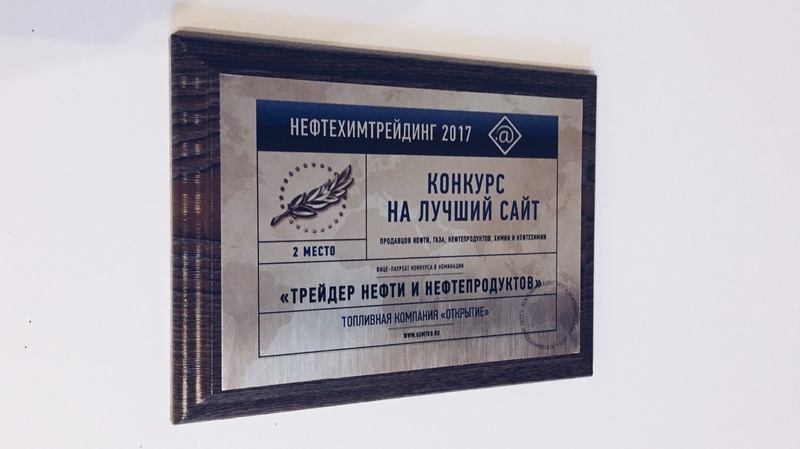 НЕФТЕХИМТРЕЙДИНГ 2017 @
КОНКУРС
НА ЛУЧШИЙ САЙТ
ПРОДАВЦОВ НЕФТИ, ГАЗА, НЕФТЕПРОДУКТОВ, ХИМИИ И НЕФТЕХИМИИ
2 МЕСТО
ВИЦЕ-ЛАУРЕАТ КОНКУРСА В НОМИНАЦИИ
«ТРЕЙДЕР НЕФТИ И НЕФТЕПРОДУКТОВ»
ТОПЛИВНАЯ КОМПАНИЯ «ОТКРЫТИЕ»